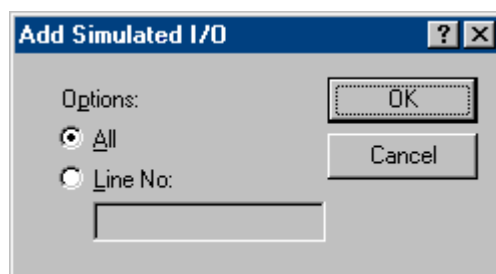 Add Simulated I/O
Options:
All
Line No:
OK
Cancel